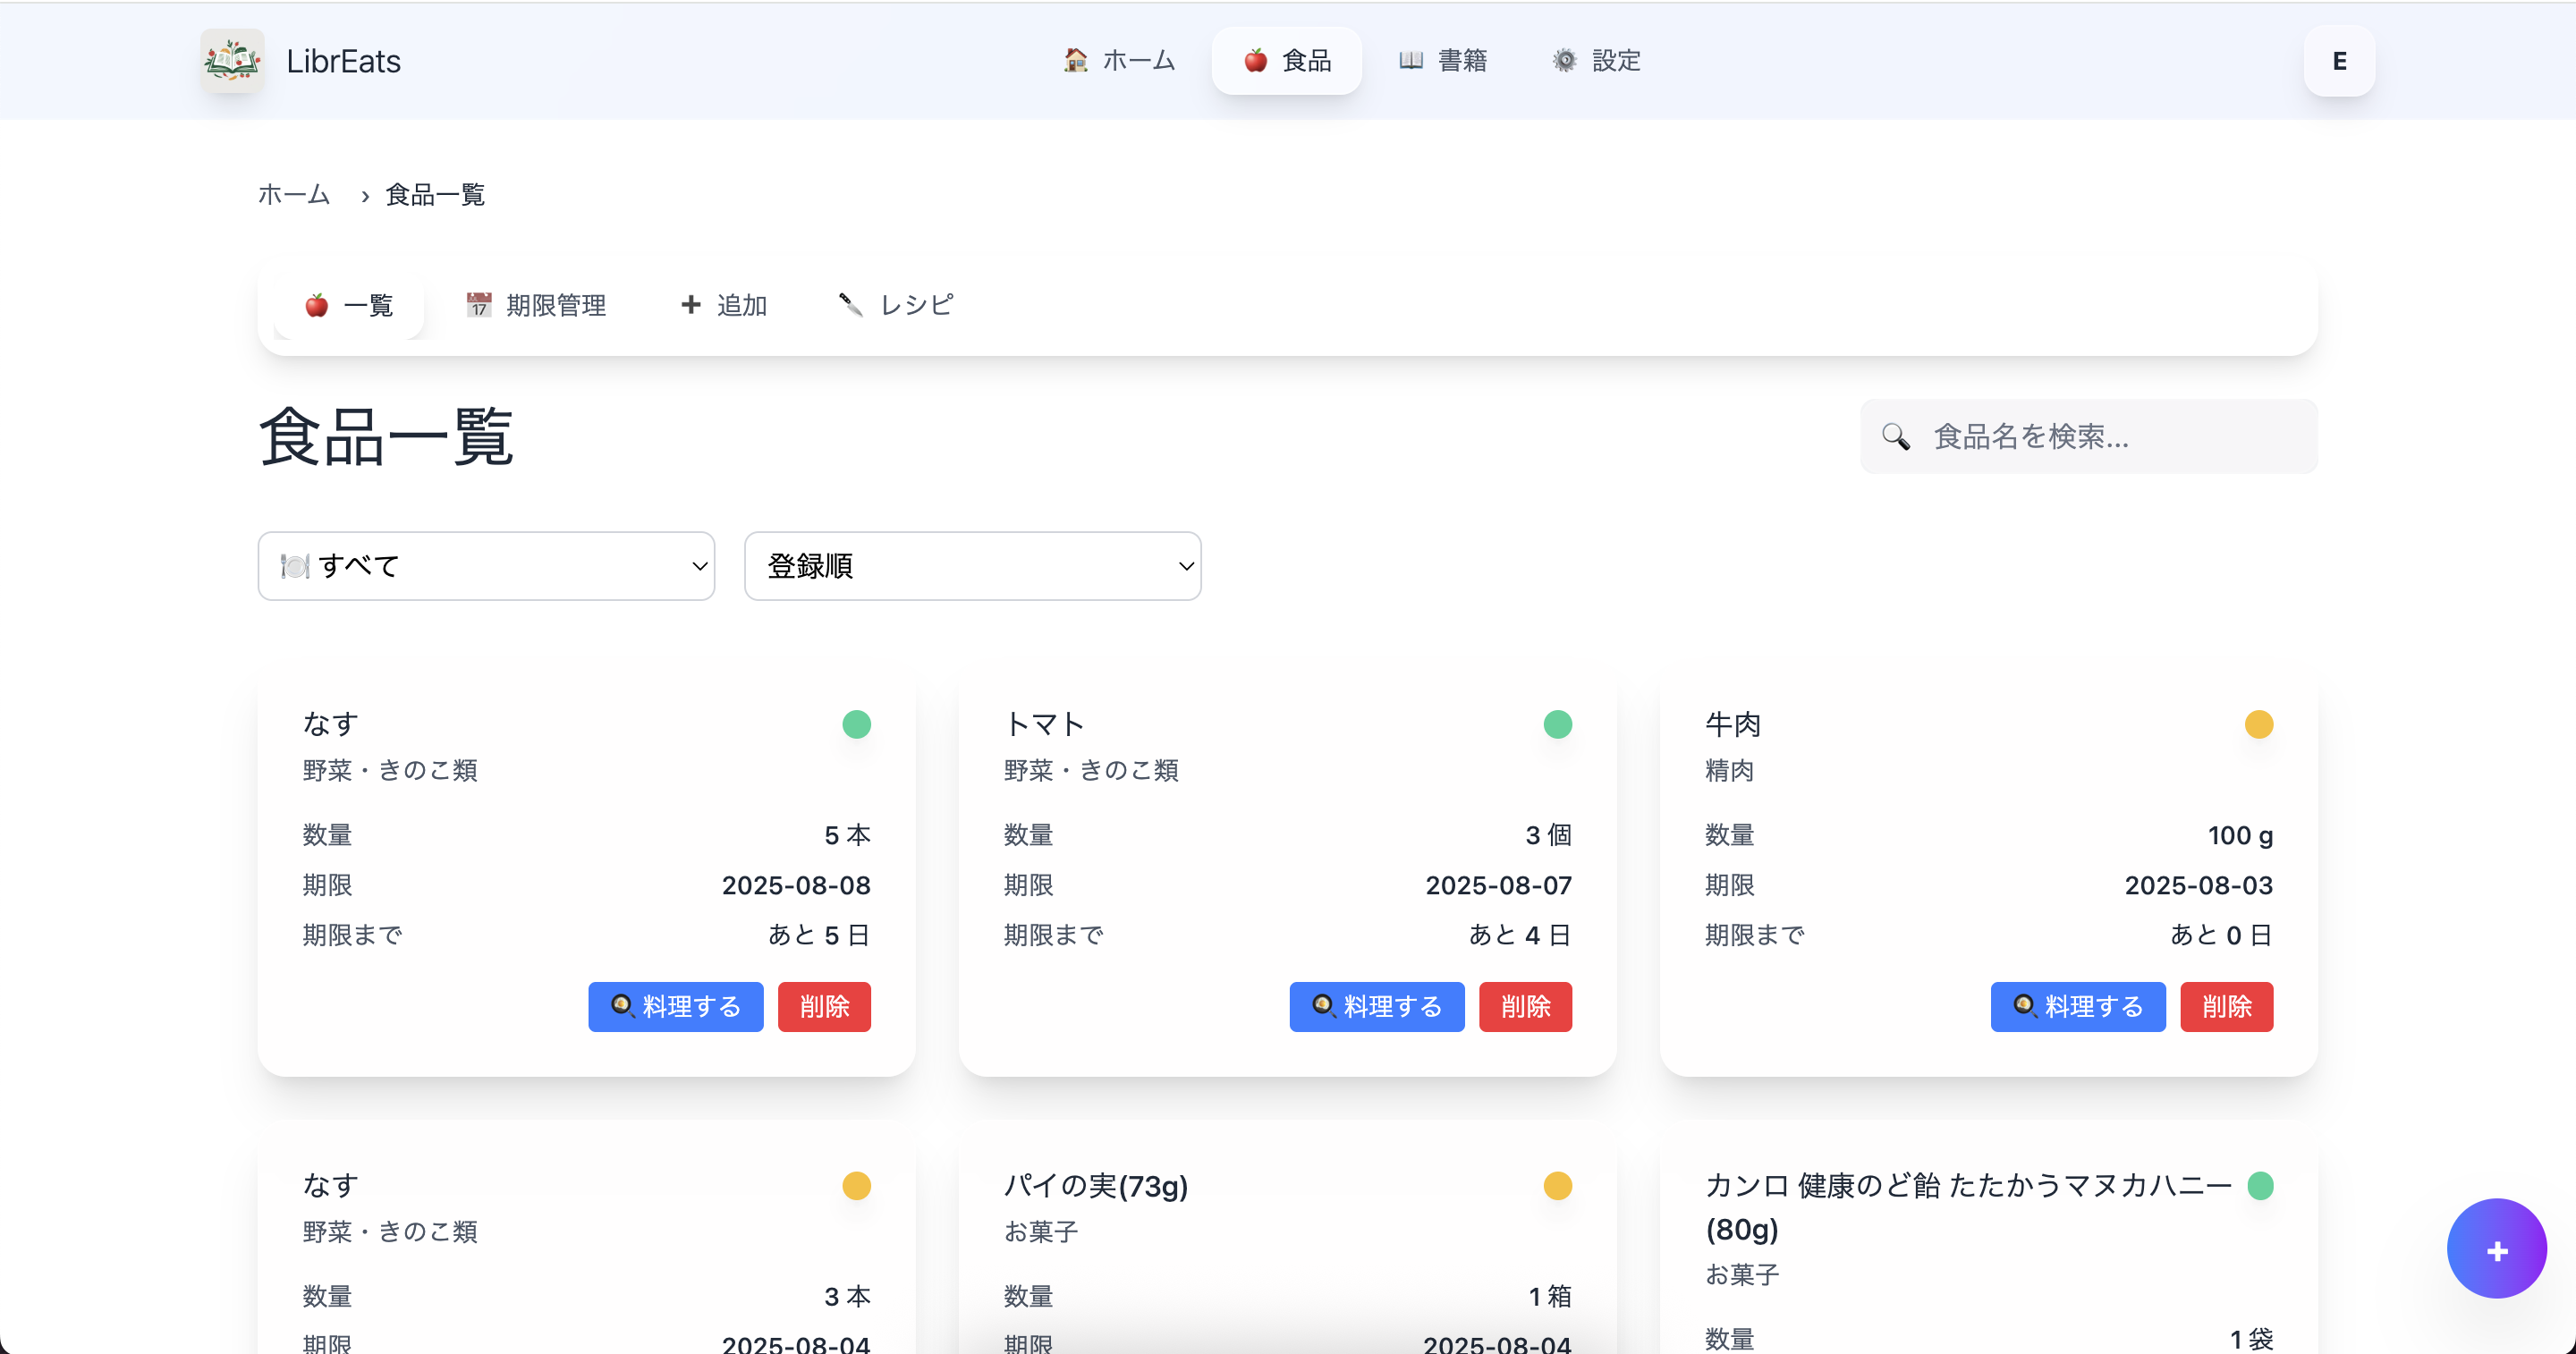 LibrEats
ホーム 食品 書籍 設定 E
ホーム › 食品一覧
一覧 期限管理 追加 レシピ
食品一覧
食品名を検索...
すべて 登録順
なす
野菜・きのこ類
数量 5 本
期限 2025-08-08
期限まで あと 5 日
料理する 削除
トマト
野菜・きのこ類
数量 3 個
期限 2025-08-07
期限まで あと 4 日
料理する 削除
牛肉
精肉
数量 100 g
期限 2025-08-03
期限まで あと 0 日
料理する 削除
なす
野菜・きのこ類
数量 3 本
期限 2025-08-04
パイの実(73g)
お菓子
数量 1 箱
期限 2025-08-04
カンロ 健康のど飴 たたかうマヌカハニー
(80g)
お菓子
数量 1 袋
+